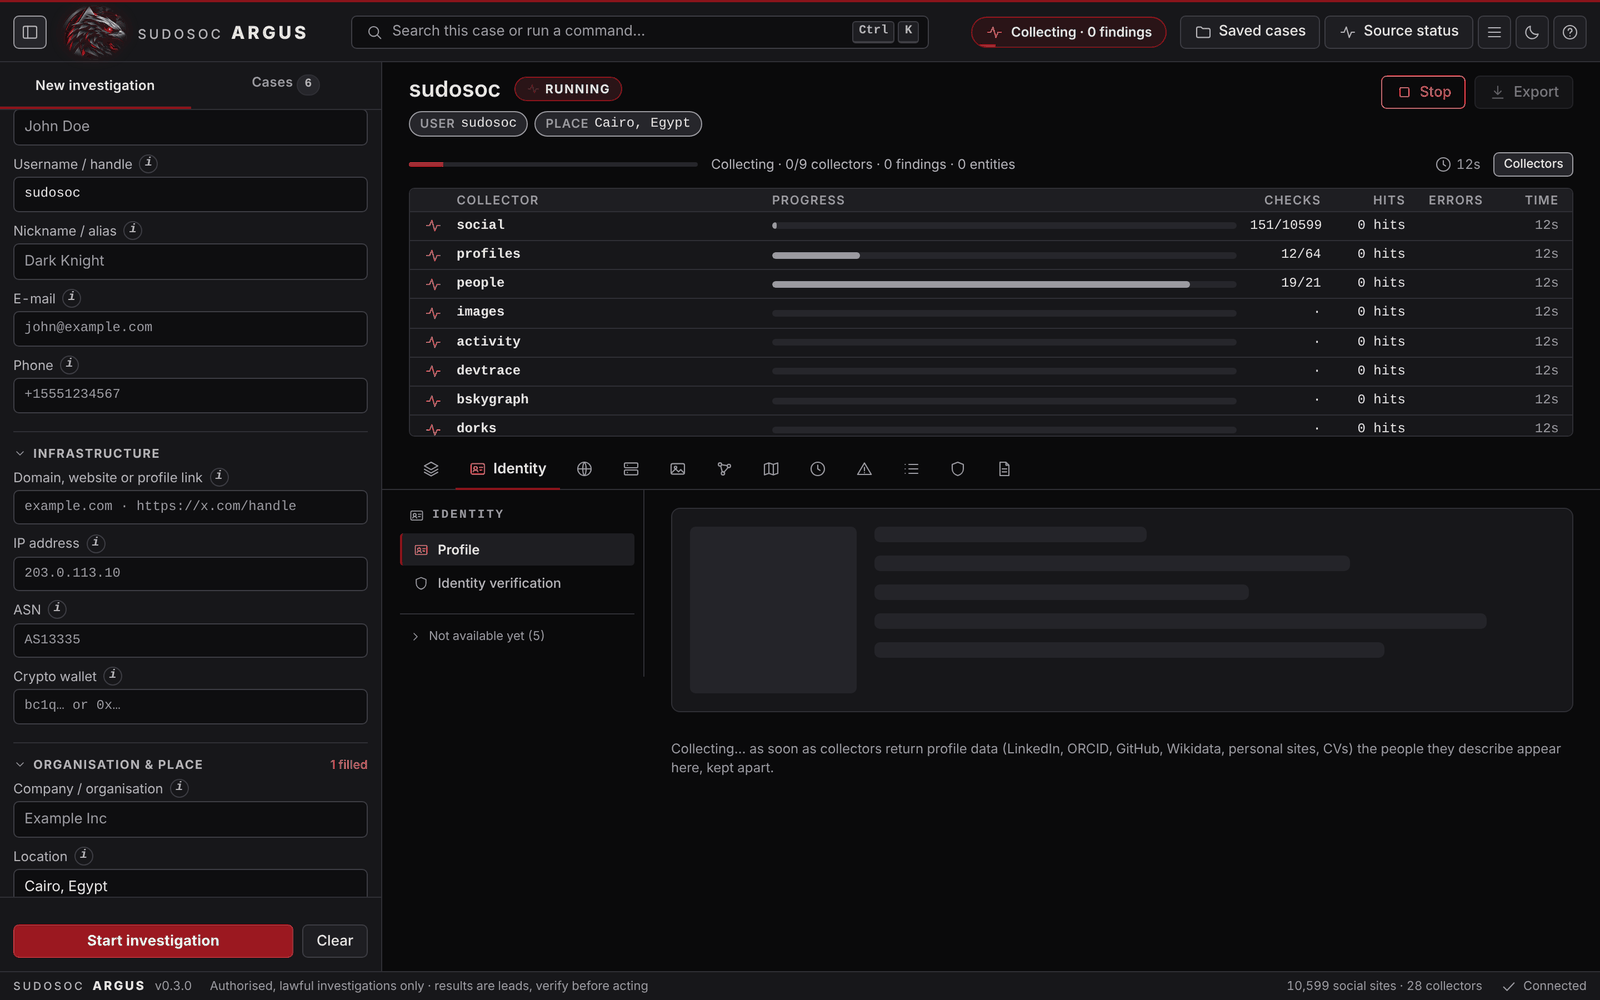 SUDOSOC ARGUS
Search this case or run a command...
Ctrl K
Collecting · 0 findings
Saved cases
Source status
New investigation
Cases 6
John Doe
Username / handle i
sudosoc
Nickname / alias i
Dark Knight
E-mail i
john@example.com
Phone i
+15551234567
INFRASTRUCTURE
Domain, website or profile link i
example.com · https://x.com/handle
IP address i
203.0.113.10
ASN i
AS13335
Crypto wallet i
bc1q… or 0x…
ORGANISATION & PLACE 1 filled
Company / organisation i
Example Inc
Location i
Cairo, Egypt
Start investigation
Clear
sudosoc RUNNING
Stop
Export
USER sudosoc PLACE Cairo, Egypt
Collecting · 0/9 collectors · 0 findings · 0 entities
12s
Collectors
COLLECTOR PROGRESS CHECKS HITS ERRORS TIME
social 151/10599 0 hits 12s
profiles 12/64 0 hits 12s
people 19/21 0 hits 12s
images · 0 hits 12s
activity · 0 hits 12s
devtrace · 0 hits 12s
bskygraph · 0 hits 12s
dorks · 0 hits 12s
Identity
IDENTITY
Profile
Identity verification
Not available yet (5)
Collecting... as soon as collectors return profile data (LinkedIn, ORCID, GitHub, Wikidata, personal sites, CVs) the people they describe appear
here, kept apart.
SUDOSOC ARGUS v0.3.0 Authorised, lawful investigations only · results are leads, verify before acting
10,599 social sites · 28 collectors
Connected